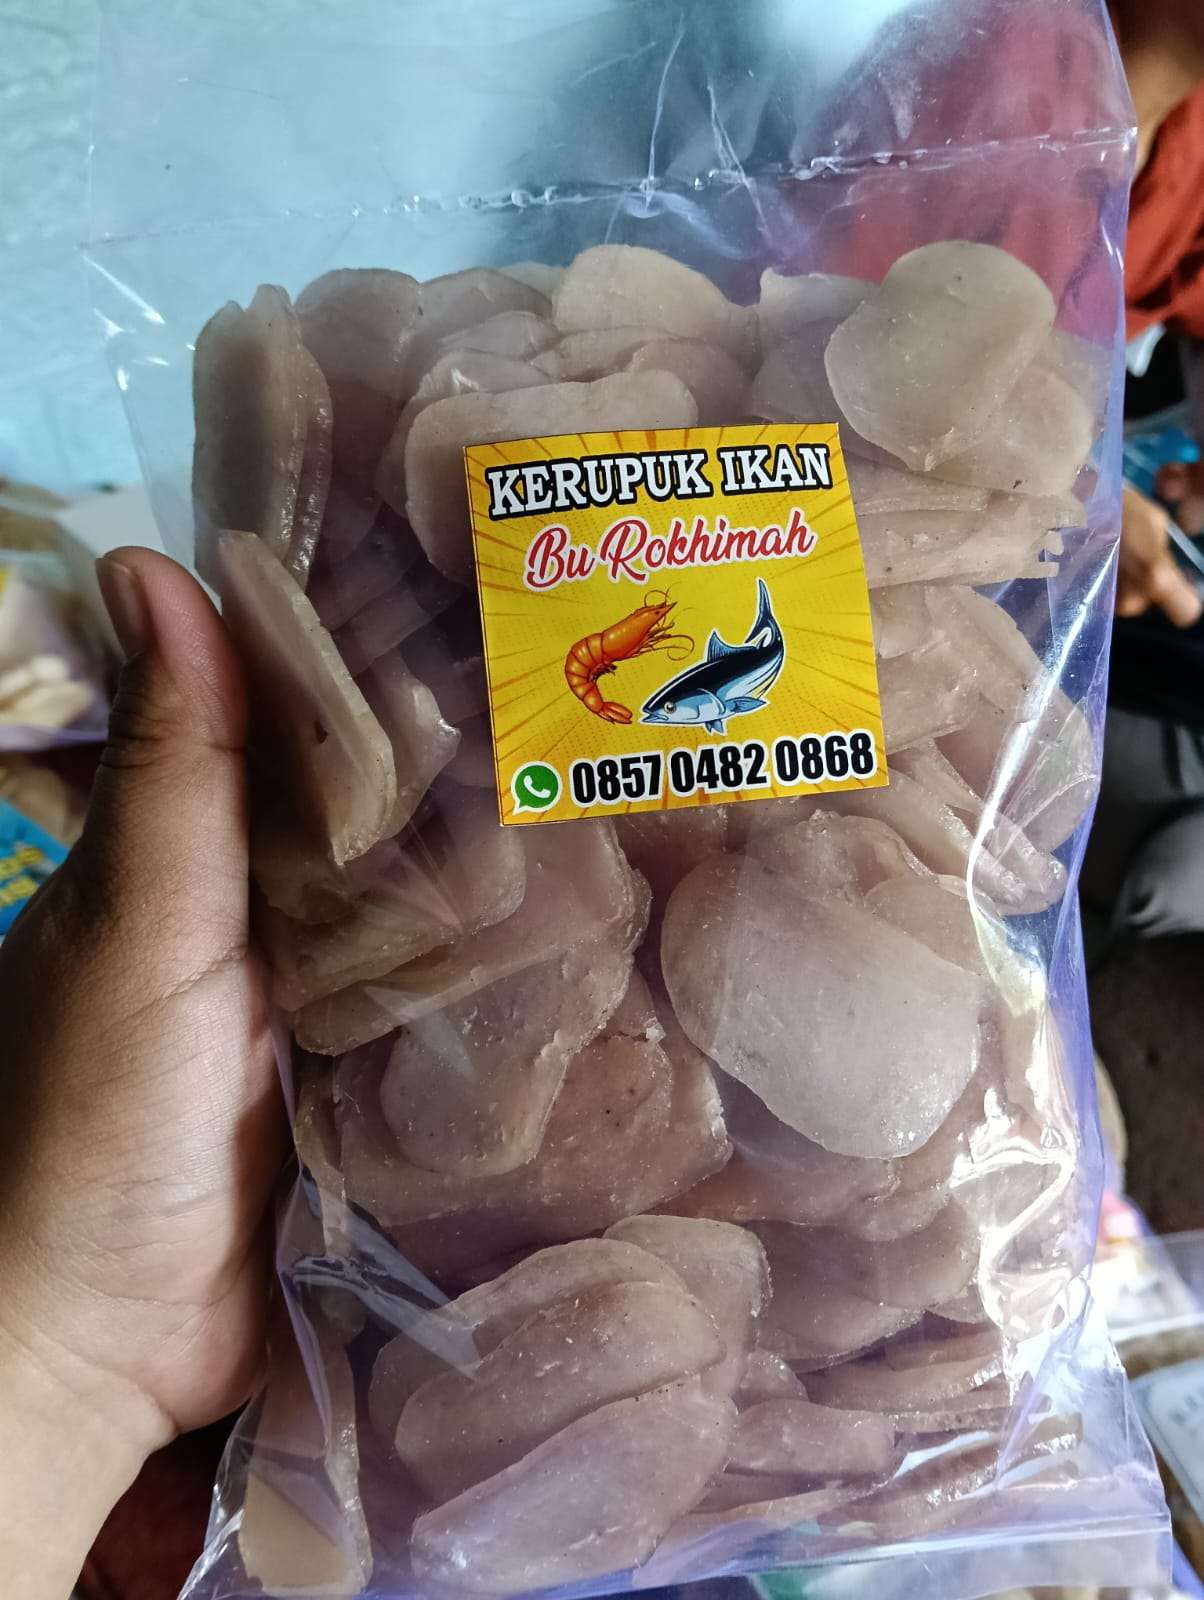 KERUPUK IKAN
Bu Rokhimah
0857 0482 0868